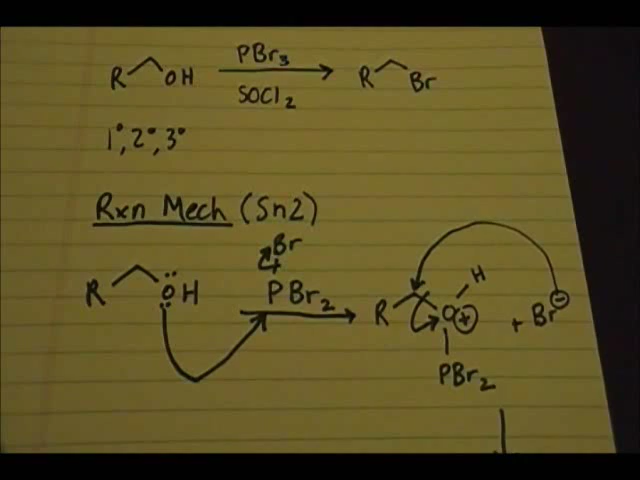 R OH PBr3 R Br
SOCl2
1°, 2°, 3°
Rxn Mech (Sn2)
Br
R ÖH PBr2 R O H ⊕ + Br ⊖
PBr2